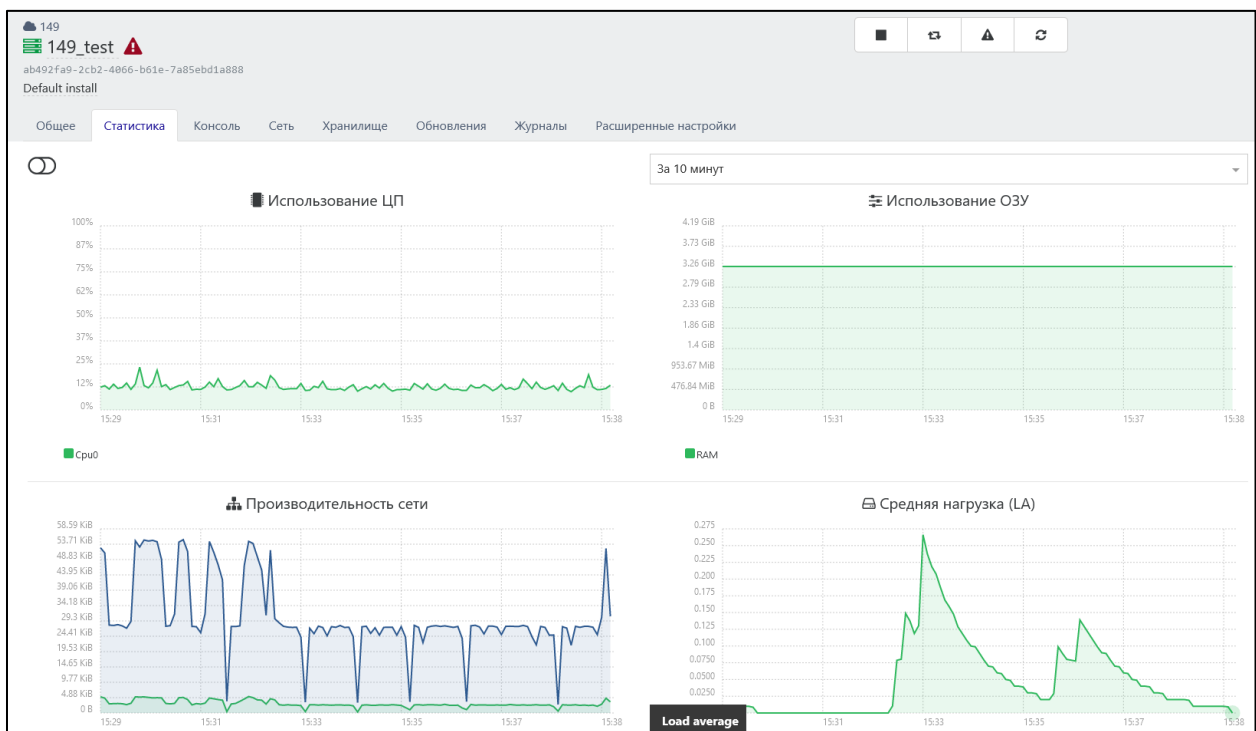 149
149_test
ab492fa9-2cb2-4066-b61e-7a85ebd1a888
Default install
Общее Статистика Консоль Сеть Хранилище Обновления Журналы Расширенные настройки
За 10 минут
Использование ЦП
100%
87%
75%
62%
50%
37%
25%
12%
0%
15:29 15:31 15:33 15:35 15:37 15:38
Cpu0
Использование ОЗУ
4.19 GiB
3.73 GiB
3.26 GiB
2.79 GiB
2.33 GiB
1.86 GiB
1.4 GiB
953.67 MiB
476.84 MiB
0 B
15:29 15:31 15:33 15:35 15:37 15:38
RAM
Производительность сети
58.59 KiB
53.71 KiB
48.83 KiB
43.95 KiB
39.06 KiB
34.18 KiB
29.3 KiB
24.41 KiB
19.53 KiB
14.65 KiB
9.77 KiB
4.88 KiB
0 B
15:29 15:31 15:33 15:35 15:37 15:38
Средняя нагрузка (LA)
0.275
0.250
0.225
0.200
0.175
0.150
0.125
0.100
0.0750
0.0500
0.0250
Load average
15:31 15:33 15:35 15:37 15:38